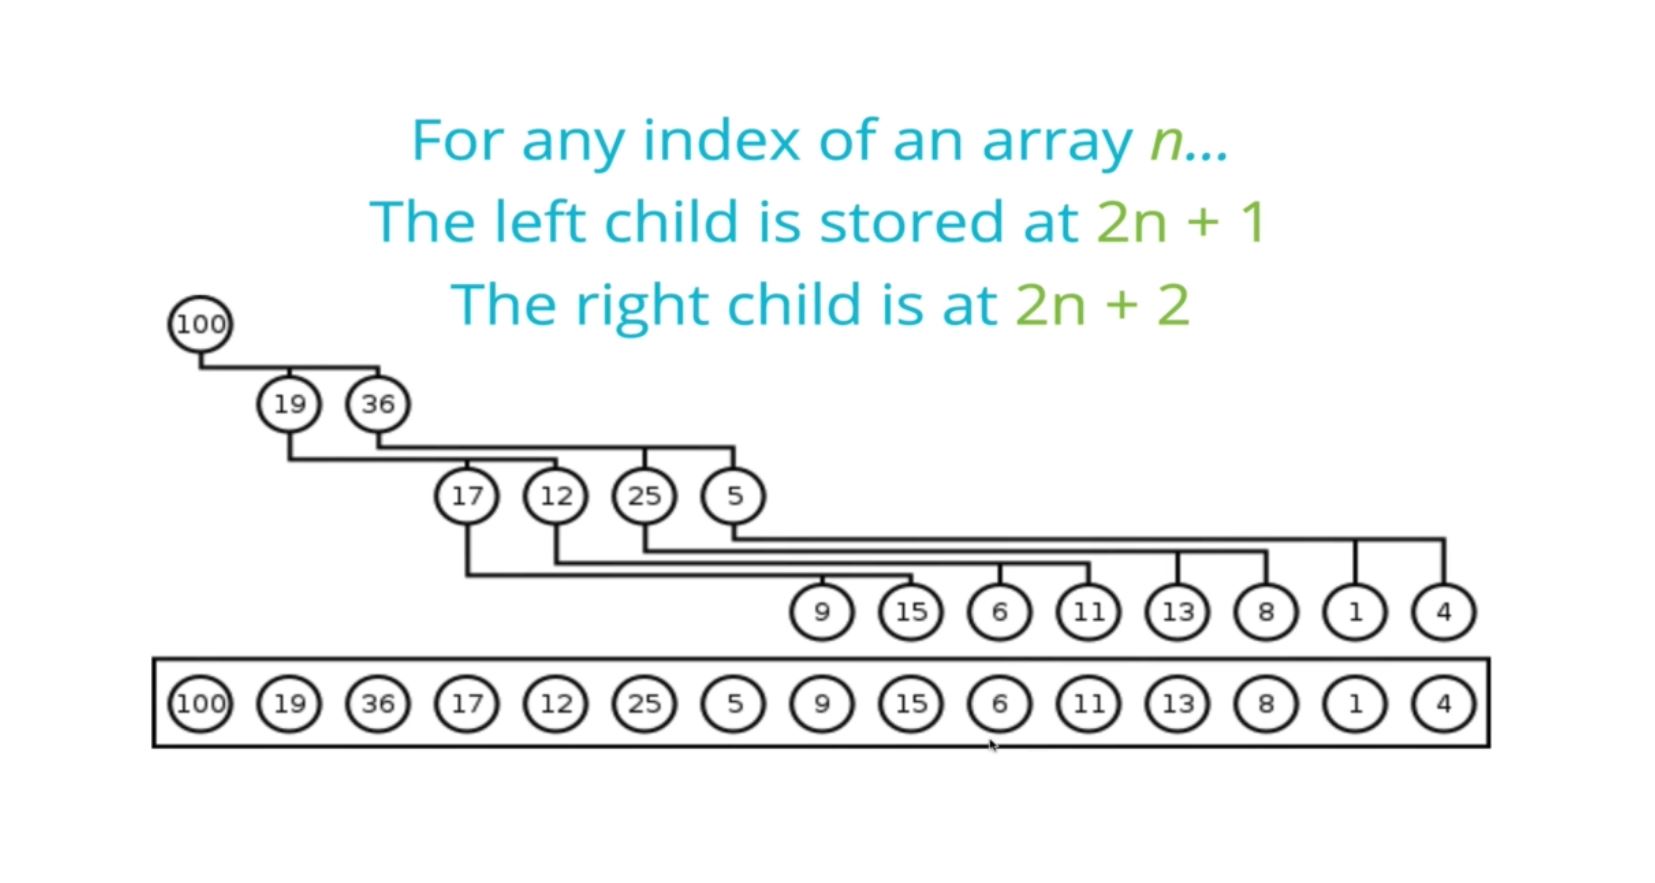 For any index of an array n...
The left child is stored at 2n + 1
The right child is at 2n + 2
100
19 36
17 12 25 5
9 15 6 11 13 8 1 4
100 19 36 17 12 25 5 9 15 6 11 13 8 1 4